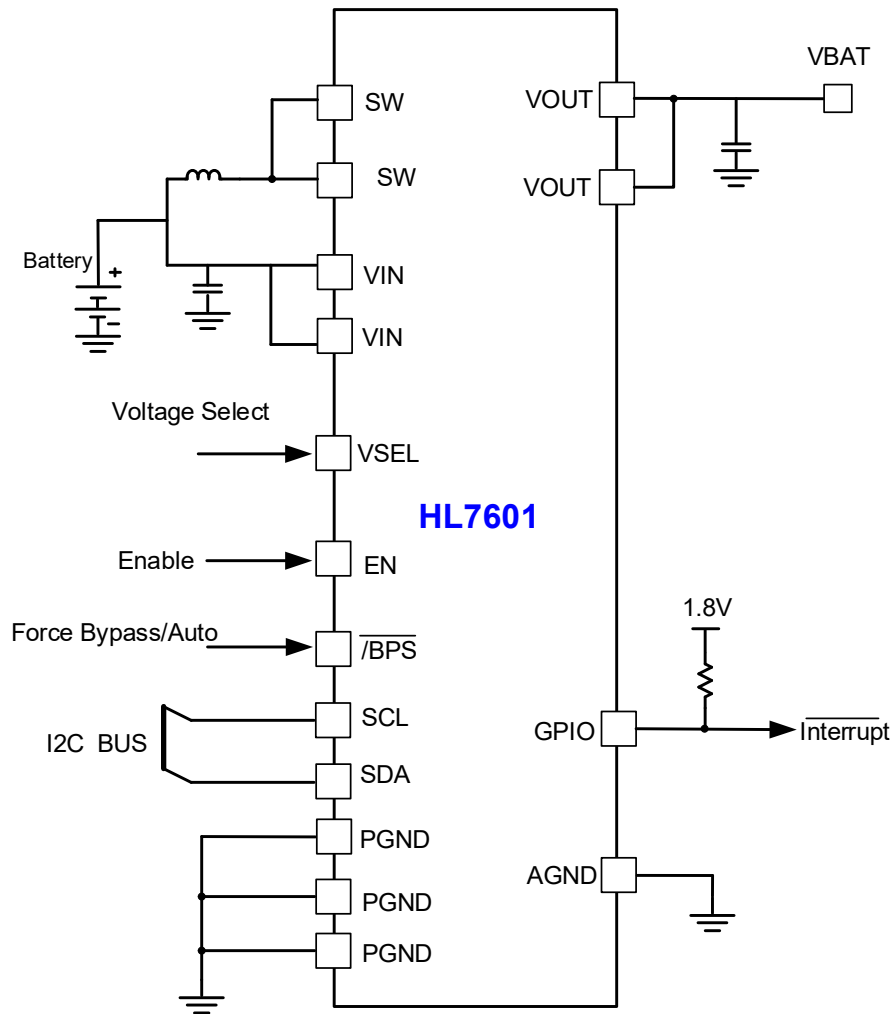 VBAT
SW
VOUT
SW
VOUT
Battery
+
VIN
−
VIN
Voltage Select
VSEL
HL7601
Enable
EN
1.8V
Force Bypass/Auto
/BPS
SCL
GPIO
Interrupt
I2C BUS
SDA
PGND
AGND
PGND
PGND